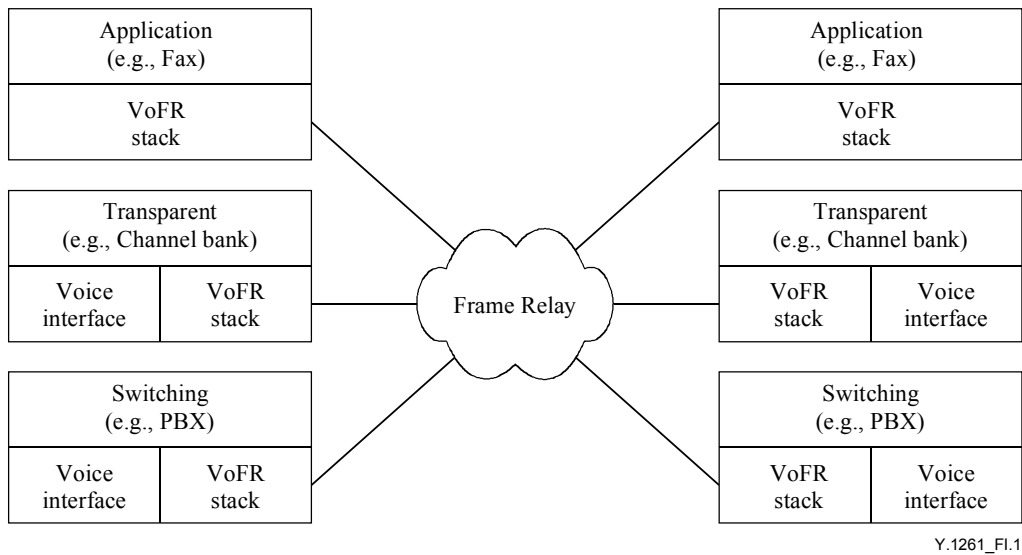 Application
(e.g., Fax)
VoFR
stack
Transparent
(e.g., Channel bank)
Voice
interface
VoFR
stack
Switching
(e.g., PBX)
Voice
interface
VoFR
stack
Frame Relay
Application
(e.g., Fax)
VoFR
stack
Transparent
(e.g., Channel bank)
VoFR
stack
Voice
interface
Switching
(e.g., PBX)
VoFR
stack
Voice
interface
Y.1261_FI.1